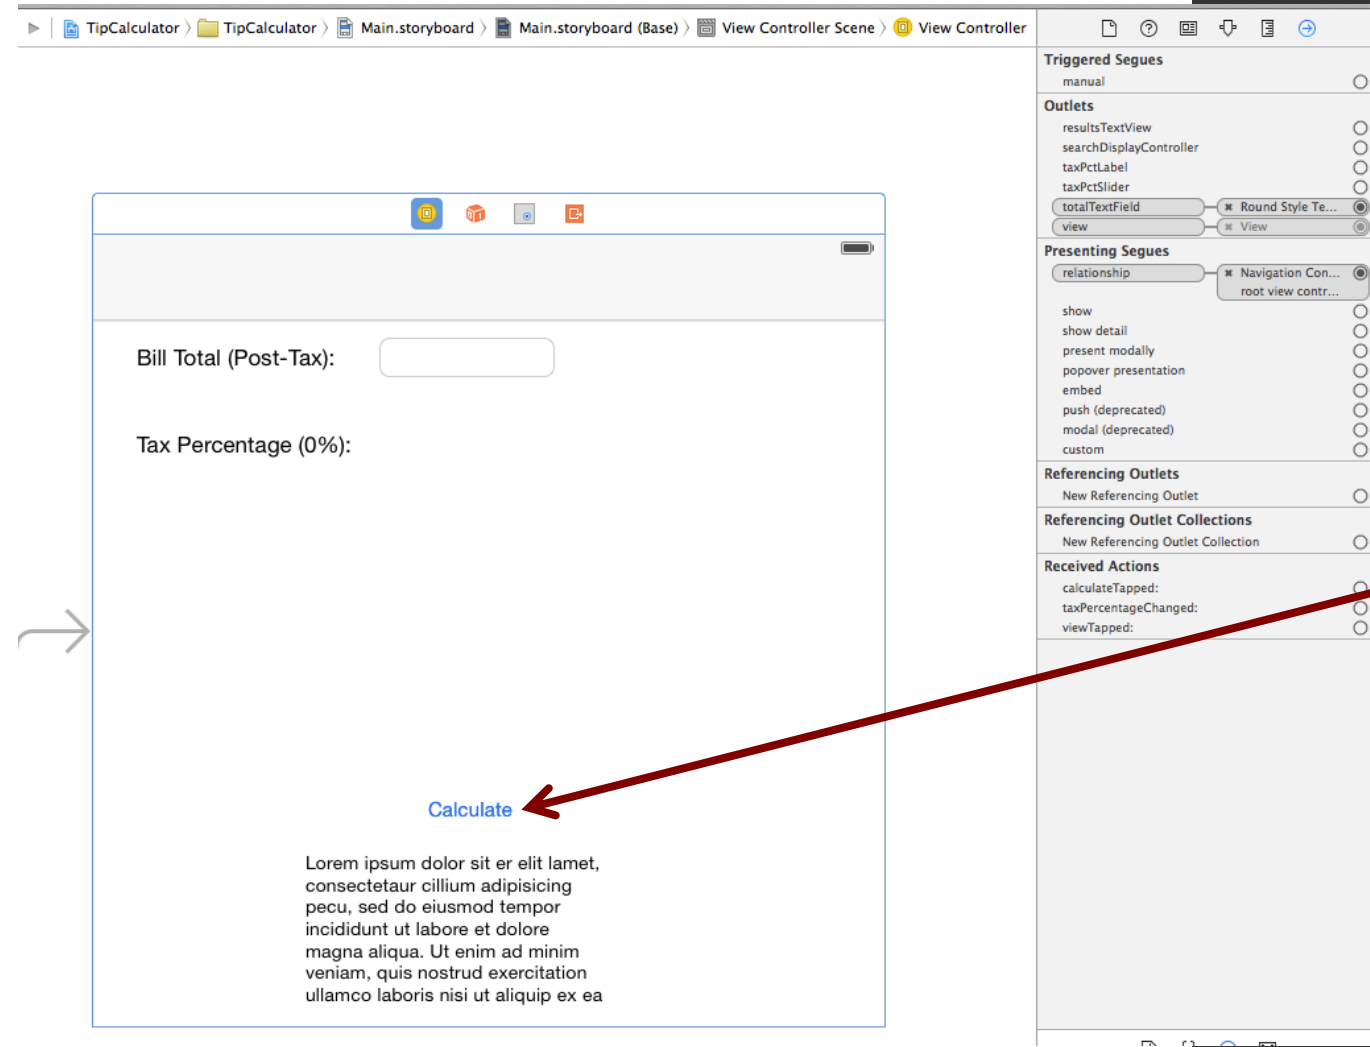 TipCalculator TipCalculator Main.storyboard Main.storyboard (Base) View Controller Scene View Controller
Bill Total (Post-Tax):
Tax Percentage (0%):
Calculate
Lorem ipsum dolor sit er elit lamet,
consectetaur cillium adipisicing
pecu, sed do eiusmod tempor
incididunt ut labore et dolore
magna aliqua. Ut enim ad minim
veniam, quis nostrud exercitation
ullamco laboris nisi ut aliquip ex ea
Triggered Segues
manual
Outlets
resultsTextView
searchDisplayController
taxPctLabel
taxPctSlider
totalTextField Round Style Te...
view View
Presenting Segues
relationship Navigation Con...
root view contr...
show
show detail
present modally
popover presentation
embed
push (deprecated)
modal (deprecated)
custom
Referencing Outlets
New Referencing Outlet
Referencing Outlet Collections
New Referencing Outlet Collection
Received Actions
calculateTapped:
taxPercentageChanged:
viewTapped: